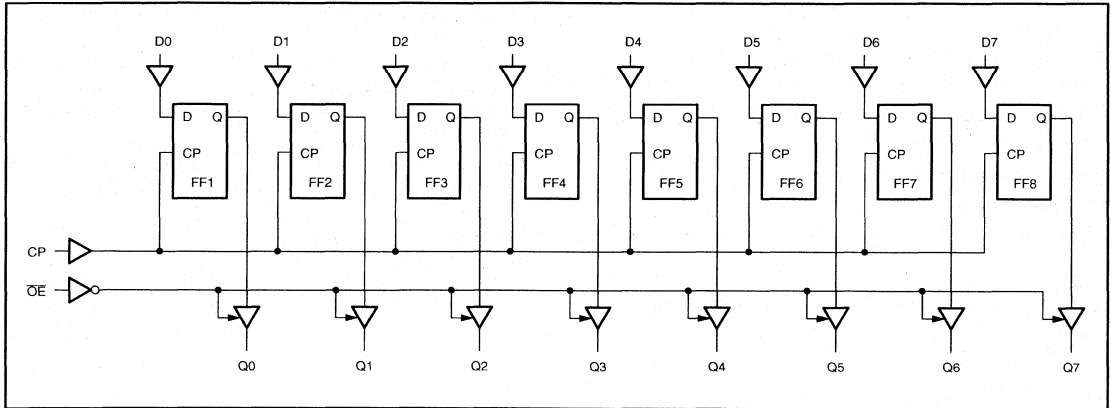 D0 D1 D2 D3 D4 D5 D6 D7
D Q D Q D Q D Q D Q D Q D Q D Q
CP CP CP CP CP CP CP CP
FF1 FF2 FF3 FF4 FF5 FF6 FF7 FF8
CP
O̅E̅
Q0 Q1 Q2 Q3 Q4 Q5 Q6 Q7